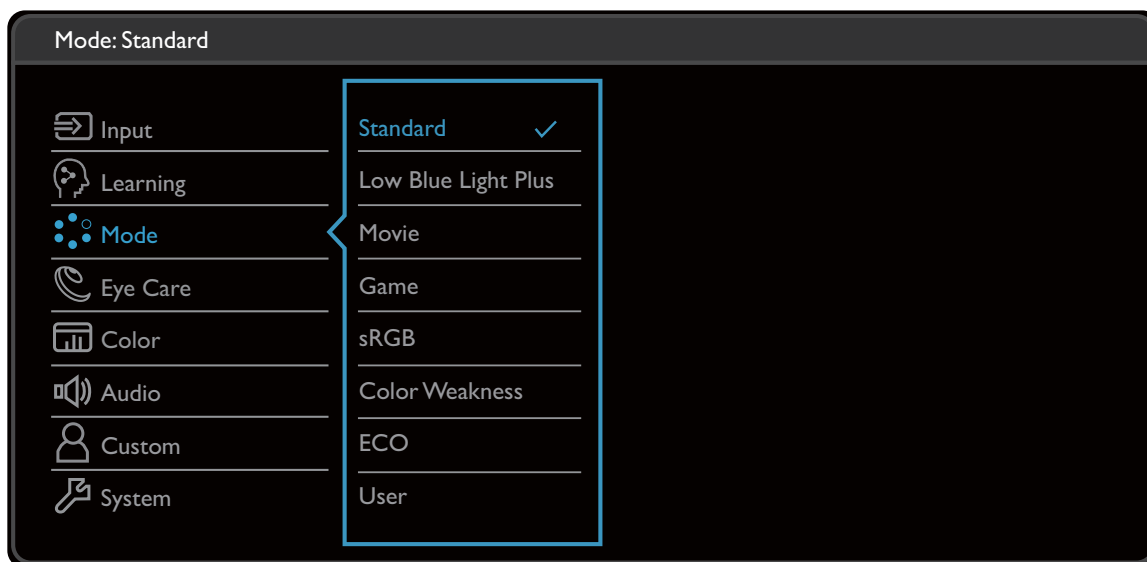 Mode: Standard
Input
Learning
Mode
Eye Care
Color
Audio
Custom
System
Standard
Low Blue Light Plus
Movie
Game
sRGB
Color Weakness
ECO
User